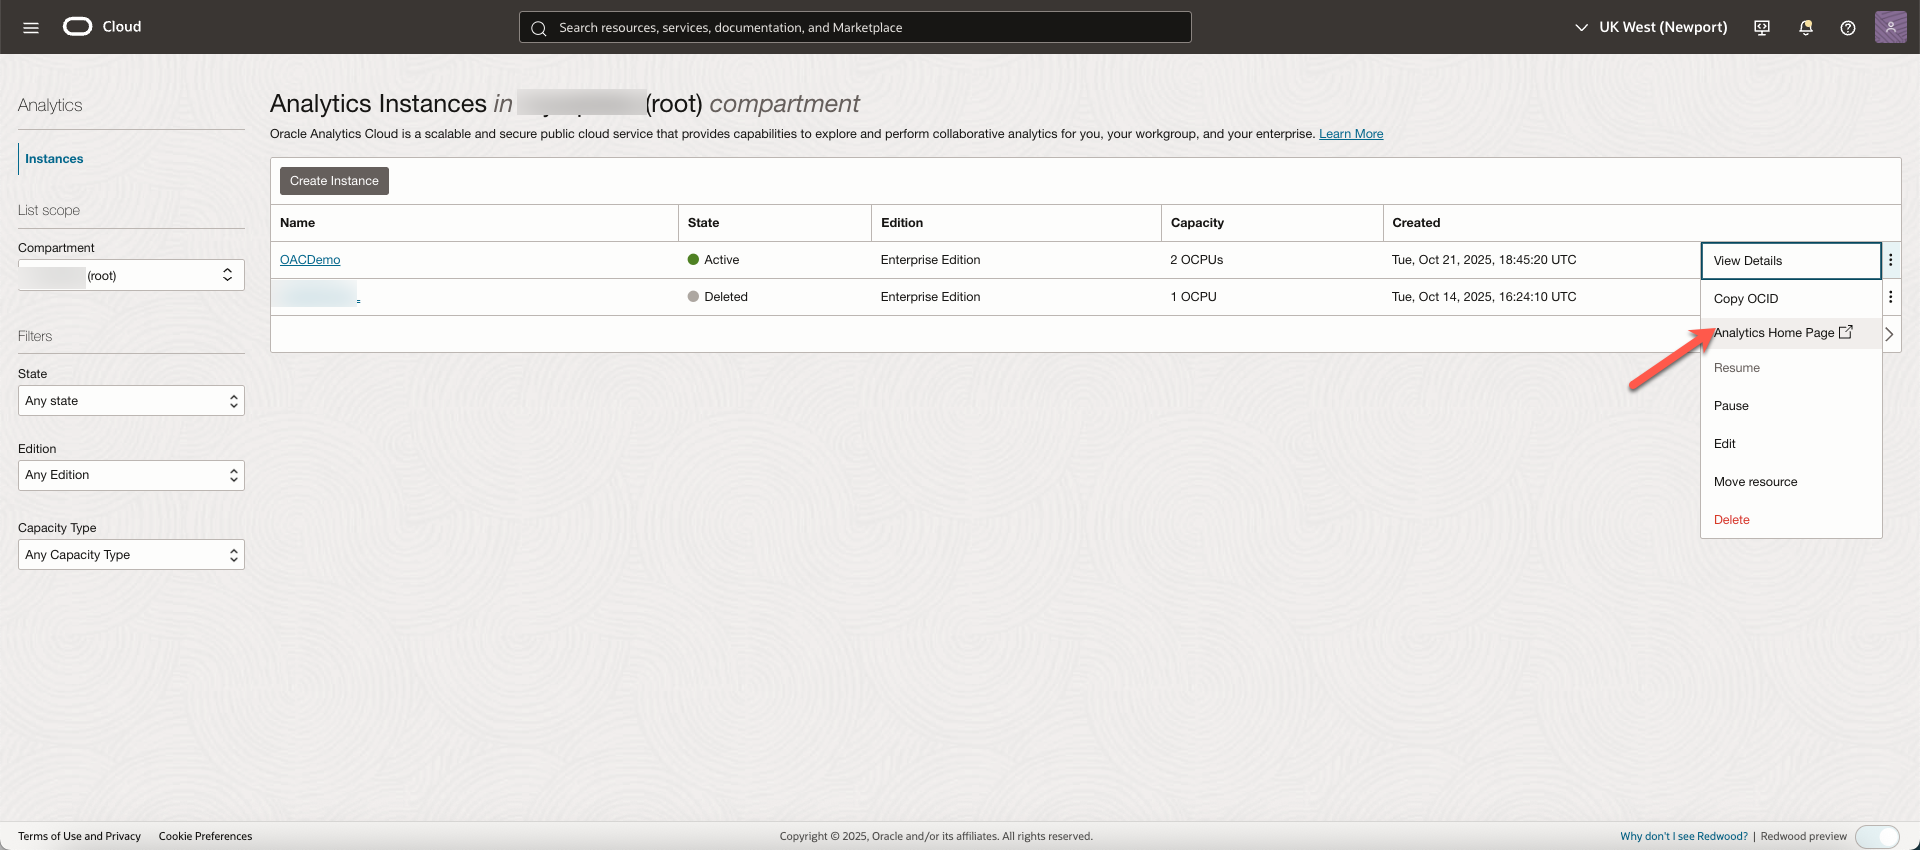 Cloud
Search resources, services, documentation, and Marketplace
UK West (Newport)
Analytics
Instances
List scope
Compartment
(root)
Filters
State
Any state
Edition
Any Edition
Capacity Type
Any Capacity Type
Analytics Instances in (root) compartment
Oracle Analytics Cloud is a scalable and secure public cloud service that provides capabilities to explore and perform collaborative analytics for you, your workgroup, and your enterprise. Learn More
Create Instance
Name State Edition Capacity Created
OACDemo Active Enterprise Edition 2 OCPUs Tue, Oct 21, 2025, 18:45:20 UTC
Deleted Enterprise Edition 1 OCPU Tue, Oct 14, 2025, 16:24:10 UTC
View Details
Copy OCID
Analytics Home Page
Resume
Pause
Edit
Move resource
Delete
Terms of Use and Privacy Cookie Preferences Copyright © 2025, Oracle and/or its affiliates. All rights reserved. Why don't I see Redwood? | Redwood preview